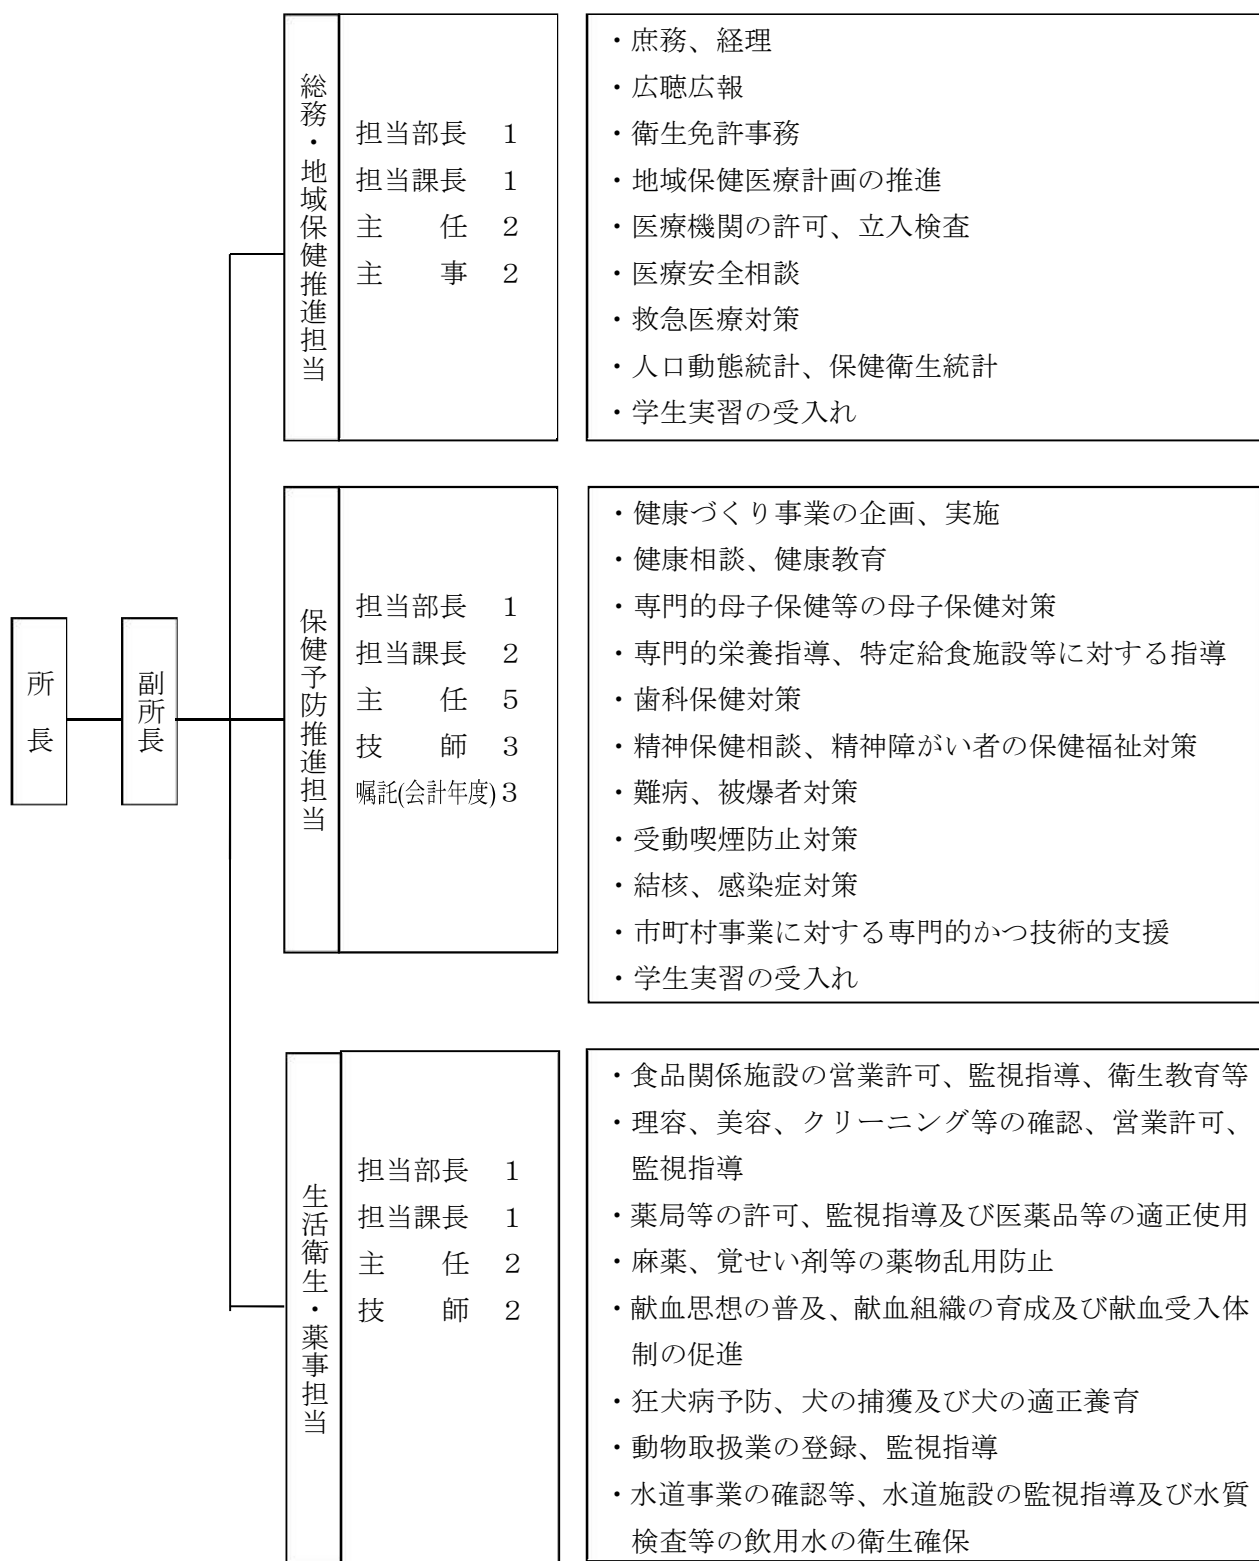 所長
副所長
総務・地域保健推進担当
担当部長 1
担当課長 1
主　　任 2
主　　事 2
・庶務、経理
・広聴広報
・衛生免許事務
・地域保健医療計画の推進
・医療機関の許可、立入検査
・医療安全相談
・救急医療対策
・人口動態統計、保健衛生統計
・学生実習の受入れ
保健予防推進担当
担当部長 1
担当課長 2
主　　任 5
技　　師 3
嘱託(会計年度) 3
・健康づくり事業の企画、実施
・健康相談、健康教育
・専門的母子保健等の母子保健対策
・専門的栄養指導、特定給食施設等に対する指導
・歯科保健対策
・精神保健相談、精神障がい者の保健福祉対策
・難病、被爆者対策
・受動喫煙防止対策
・結核、感染症対策
・市町村事業に対する専門的かつ技術的支援
・学生実習の受入れ
生活衛生・薬事担当
担当部長 1
担当課長 1
主　　任 2
技　　師 2
・食品関係施設の営業許可、監視指導、衛生教育等
・理容、美容、クリーニング等の確認、営業許可、
監視指導
・薬局等の許可、監視指導及び医薬品等の適正使用
・麻薬、覚せい剤等の薬物乱用防止
・献血思想の普及、献血組織の育成及び献血受入体
制の促進
・狂犬病予防、犬の捕獲及び犬の適正養育
・動物取扱業の登録、監視指導
・水道事業の確認等、水道施設の監視指導及び水質
検査等の飲用水の衛生確保